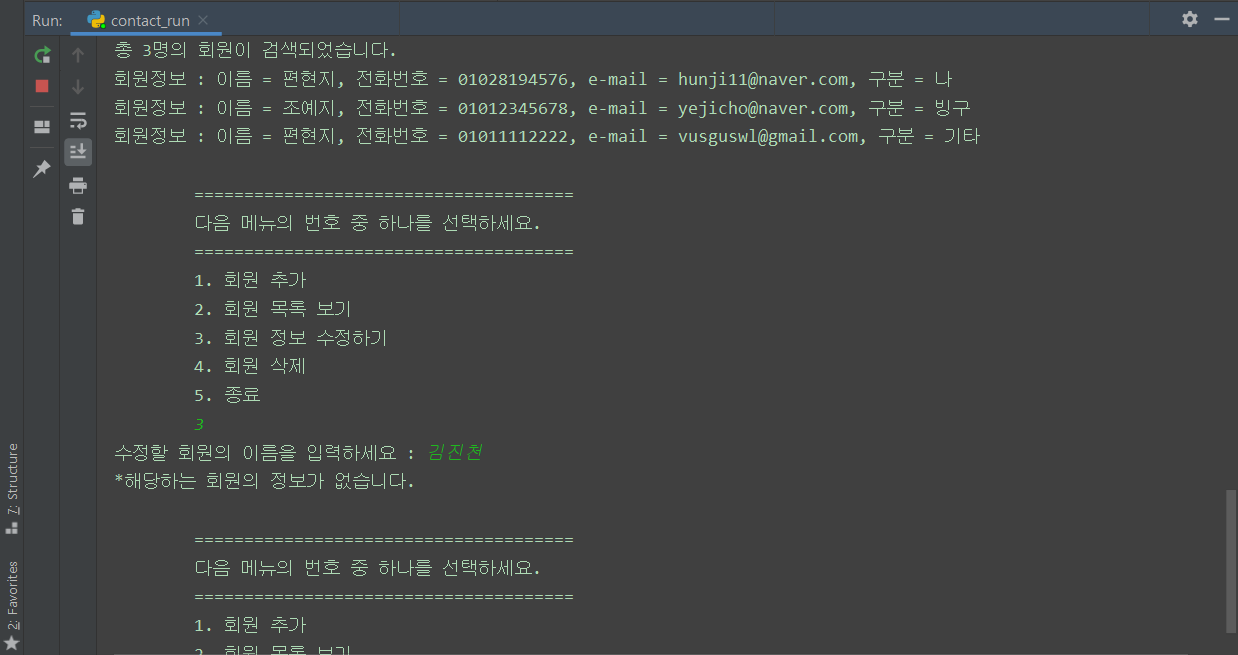 Run: contact_run
총 3명의 회원이 검색되었습니다.
회원정보 : 이름 = 편현지, 전화번호 = 01028194576, e-mail = hunji11@naver.com, 구분 = 나
회원정보 : 이름 = 조예지, 전화번호 = 01012345678, e-mail = yejicho@naver.com, 구분 = 빙구
회원정보 : 이름 = 편현지, 전화번호 = 01011112222, e-mail = vusguswl@gmail.com, 구분 = 기타
======================================
다음 메뉴의 번호 중 하나를 선택하세요.
======================================
1. 회원 추가
2. 회원 목록 보기
3. 회원 정보 수정하기
4. 회원 삭제
5. 종료
3
수정할 회원의 이름을 입력하세요 : 김진천
*해당하는 회원의 정보가 없습니다.
======================================
다음 메뉴의 번호 중 하나를 선택하세요.
======================================
1. 회원 추가
2. 회원 목록 보기
7: Structure
2: Favorites